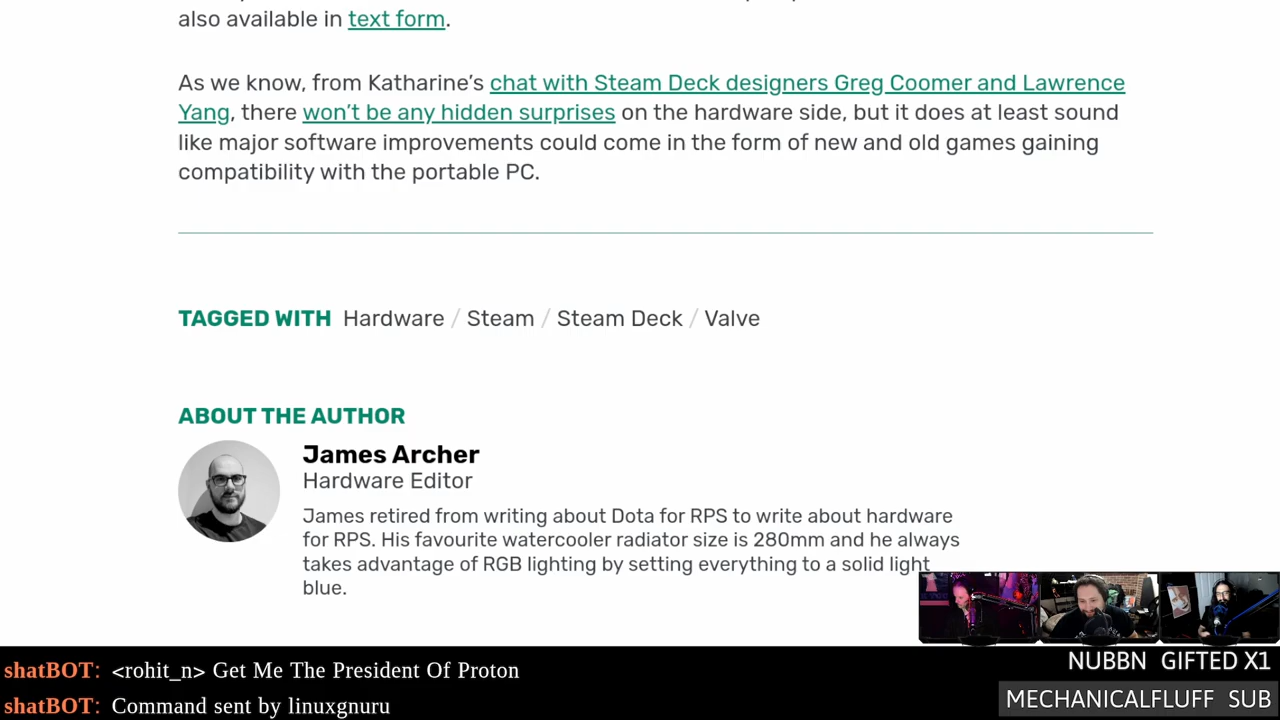 also available in text form.
As we know, from Katharine's chat with Steam Deck designers Greg Coomer and Lawrence
Yang, there won't be any hidden surprises on the hardware side, but it does at least sound
like major software improvements could come in the form of new and old games gaining
compatibility with the portable PC.
TAGGED WITH Hardware / Steam / Steam Deck / Valve
ABOUT THE AUTHOR
James Archer
Hardware Editor
James retired from writing about Dota for RPS to write about hardware
for RPS. His favourite watercooler radiator size is 280mm and he always
takes advantage of RGB lighting by setting everything to a solid light
blue.
shatBOT: <rohit_n> Get Me The President Of Proton
shatBOT: Command sent by linuxgnuru
NUBBN GIFTED X1
MECHANICALFLUFF SUB